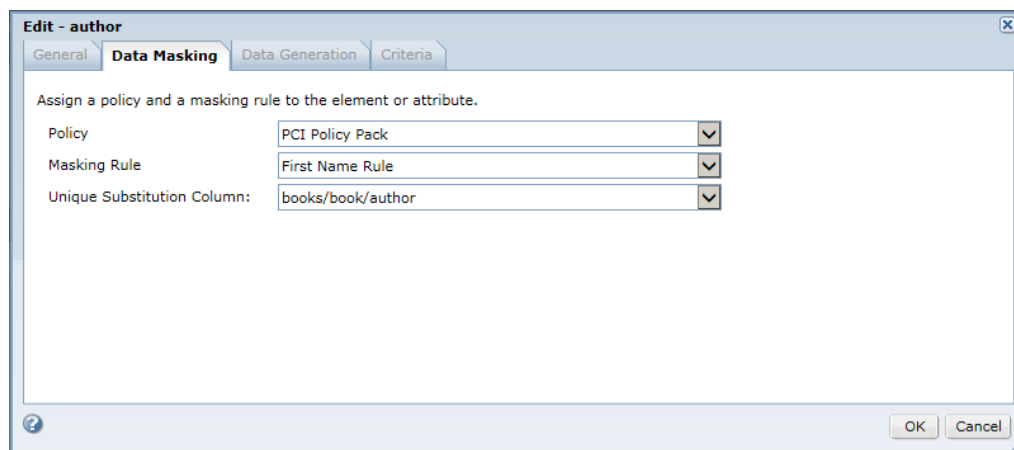 Edit - author
General Data Masking Data Generation Criteria
Assign a policy and a masking rule to the element or attribute.
Policy PCI Policy Pack
Masking Rule First Name Rule
Unique Substitution Column: books/book/author
OK Cancel